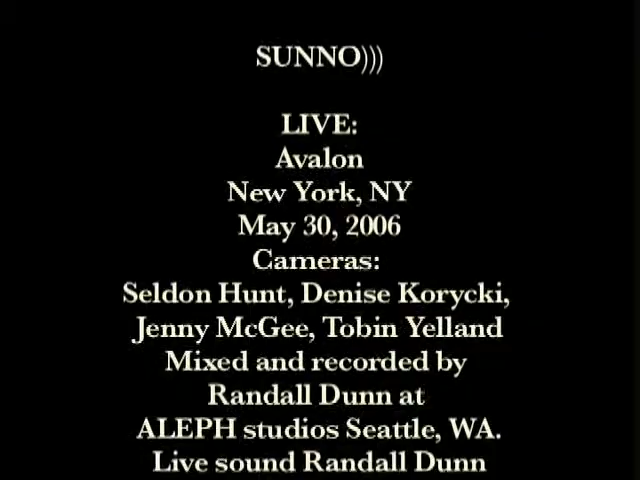 SUNNO)))
LIVE:
Avalon
New York, NY
May 30, 2006
Cameras:
Seldon Hunt, Denise Korycki,
Jenny McGee, Tobin Yelland
Mixed and recorded by
Randall Dunn at
ALEPH studios Seattle, WA.
Live sound Randall Dunn